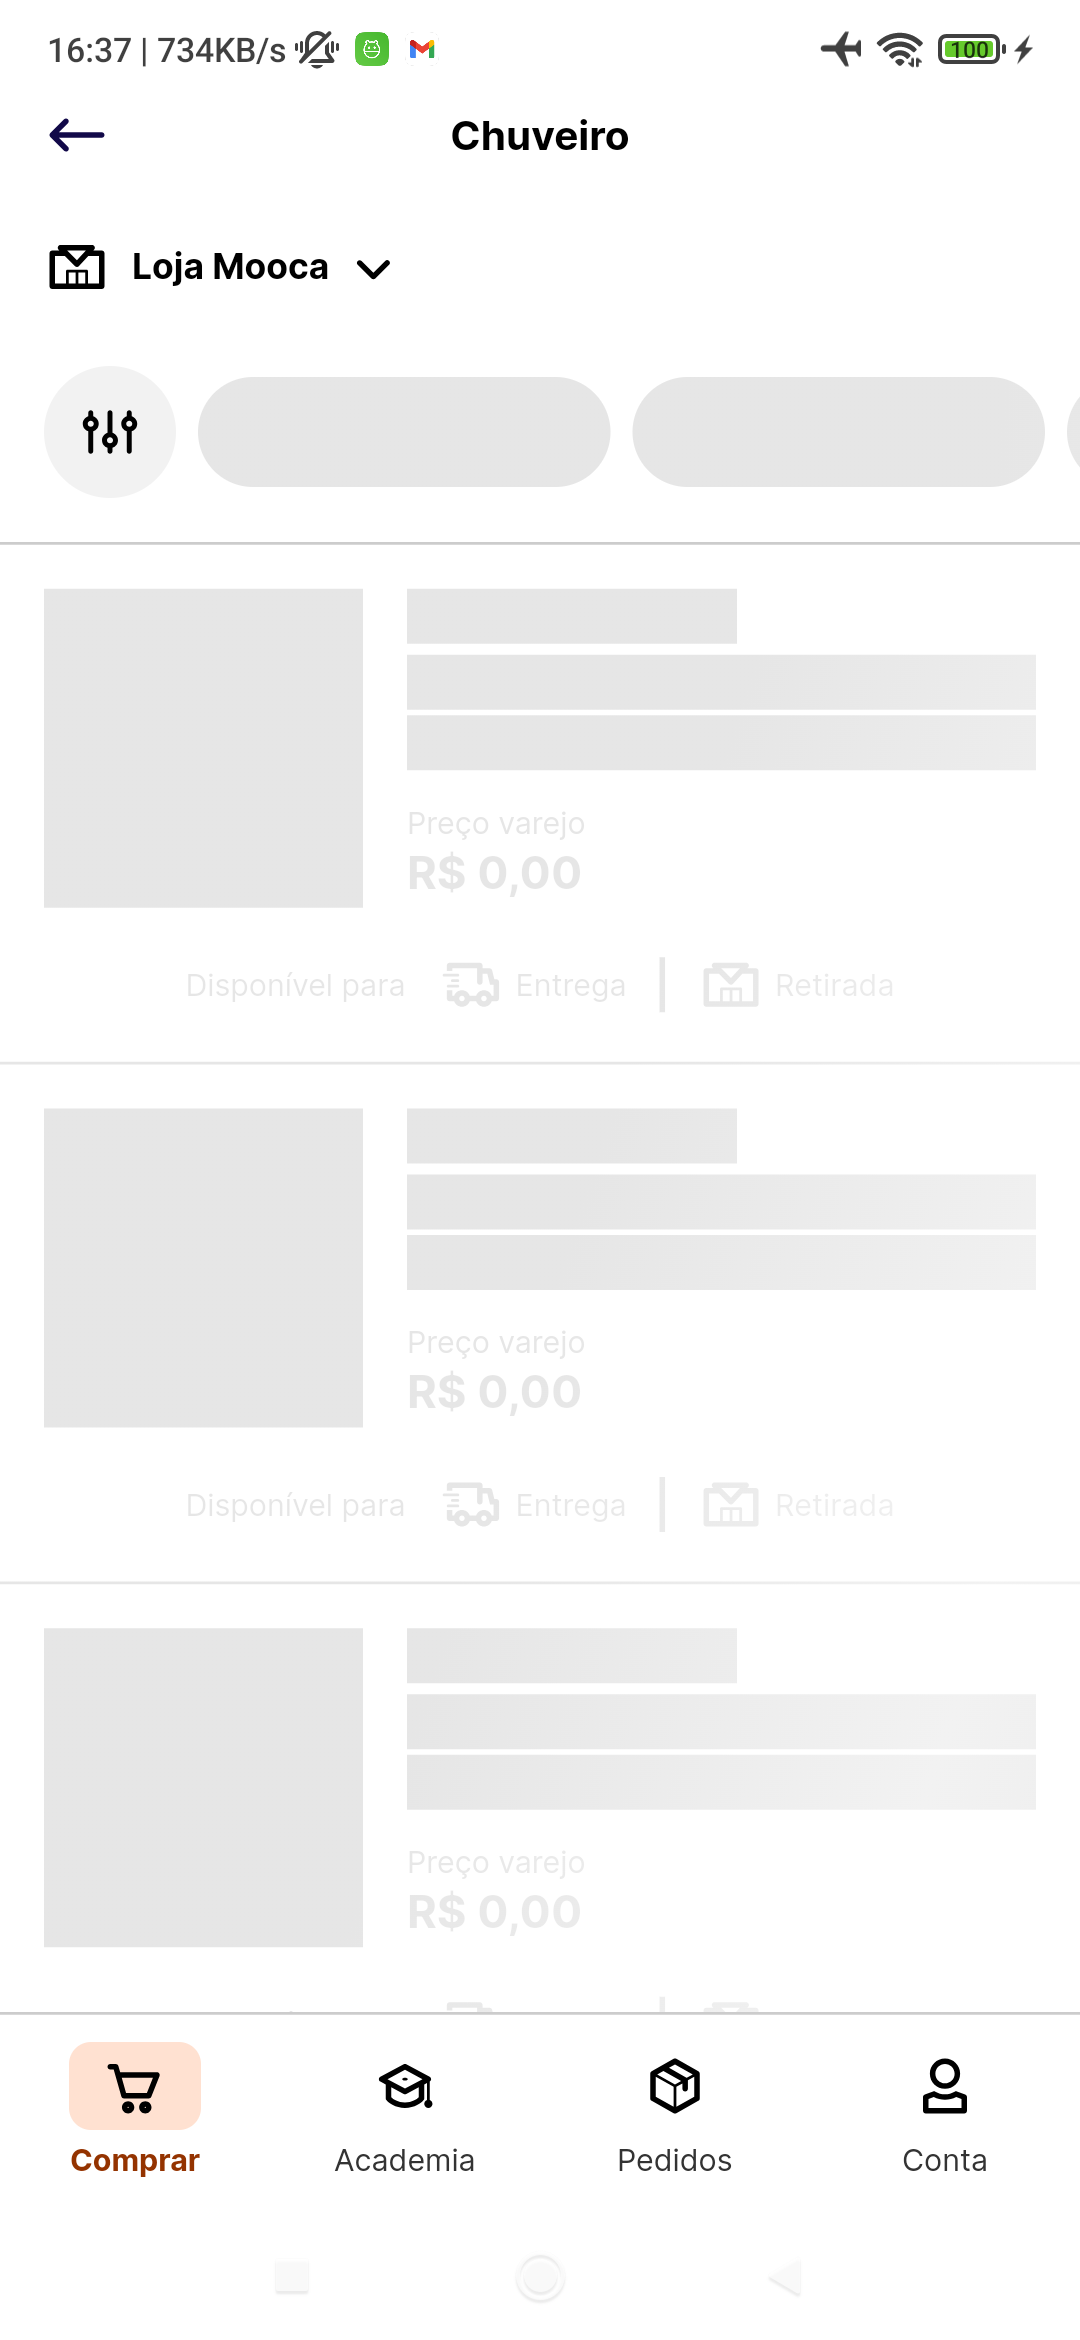 16:37 | 734KB/s
100
Chuveiro
Loja Mooca
Preço varejo
R$ 0,00
Disponível para Entrega Retirada
Preço varejo
R$ 0,00
Disponível para Entrega Retirada
Preço varejo
R$ 0,00
Comprar Academia Pedidos Conta